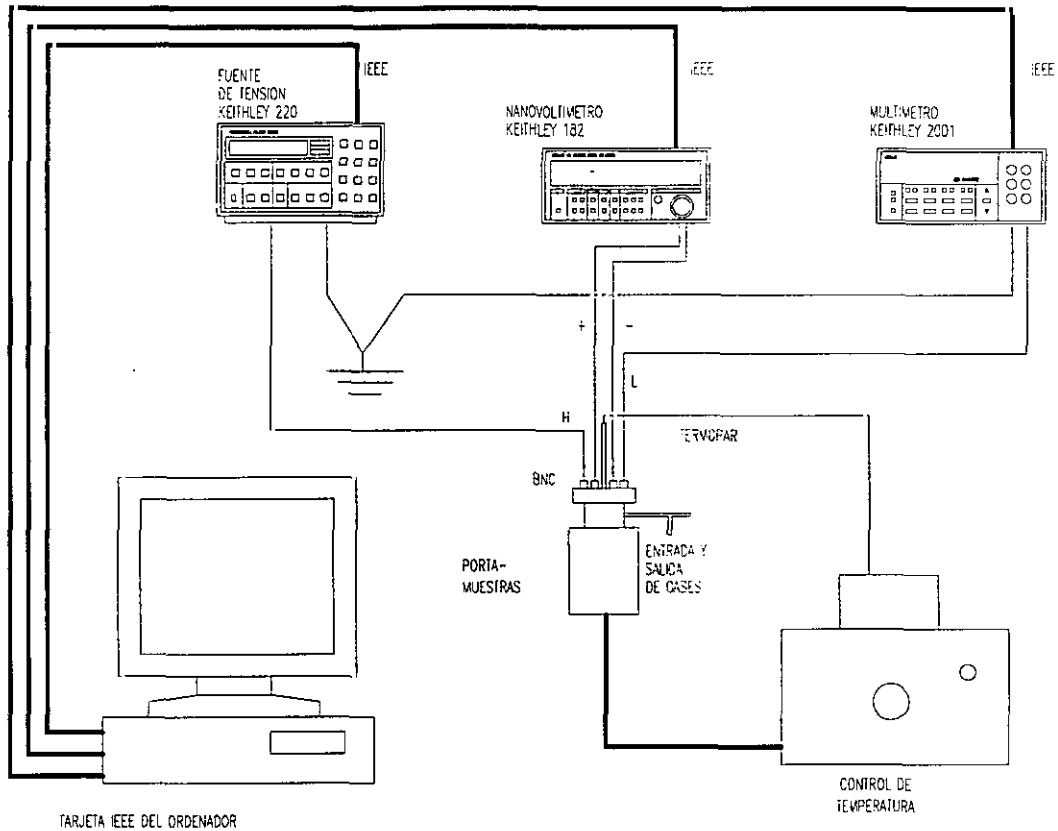 IEEE
IEEE
IEEE
FUENTE
DE TENSION
KEITHLEY 220
NANOVOLTIMETRO
KEITHLEY 182
MULTIMETRO
KEITHLEY 2001
+
-
L
H
TERMOPAR
BNC
PORTA-
MUESTRAS
ENTRADA Y
SALICA
DE GASES
CONTROL DE
TEMPERATURA
TARJETA IEEE DEL ORDENADOR